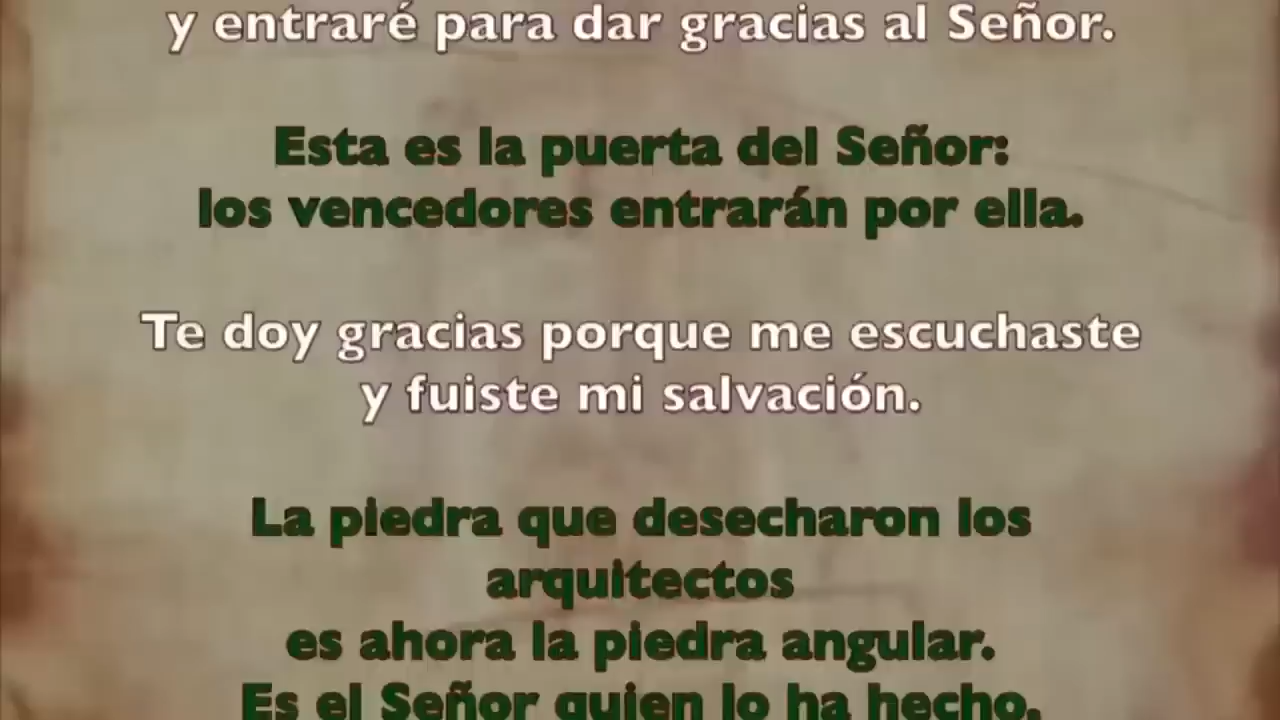 y entraré para dar gracias al Señor.
Esta es la puerta del Señor:
los vencedores entrarán por ella.
Te doy gracias porque me escuchaste
y fuiste mi salvación.
La piedra que desecharon los
arquitectos
es ahora la piedra angular.
Es el Señor quien lo ha hecho,